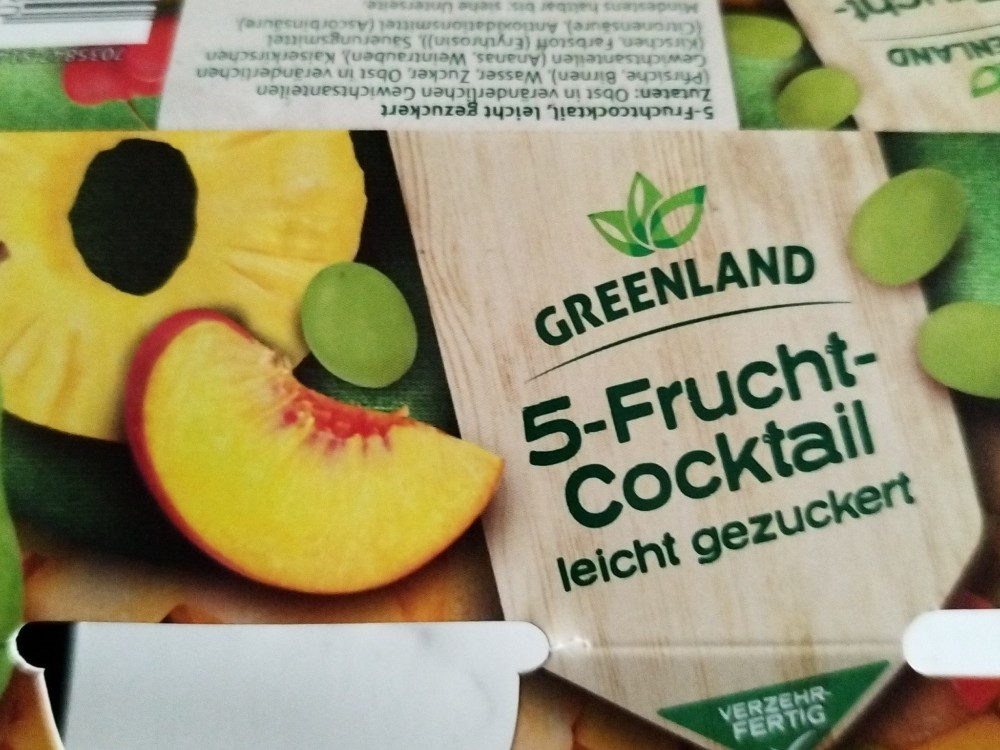 5-Fruchtcocktail, leicht gezuckert
Zutaten: Obst in veränderlichen Gewichtsanteilen
(Pfirsiche, Birnen), Wasser, Zucker, Obst in veränderlichen
Gewichtsanteilen (Ananas, Weintrauben), Kaiserkirschen
(Kirschen, Farbstoff (Erythrosin)), Säuerungsmittel
(Citronensäure), Antioxidationsmittel (Ascorbinsäure).
Mindestens haltbar bis: siehe Unterseite.
GREENLAND
5-Frucht-
Cocktail
leicht gezuckert
VERZEHR-
FERTIG